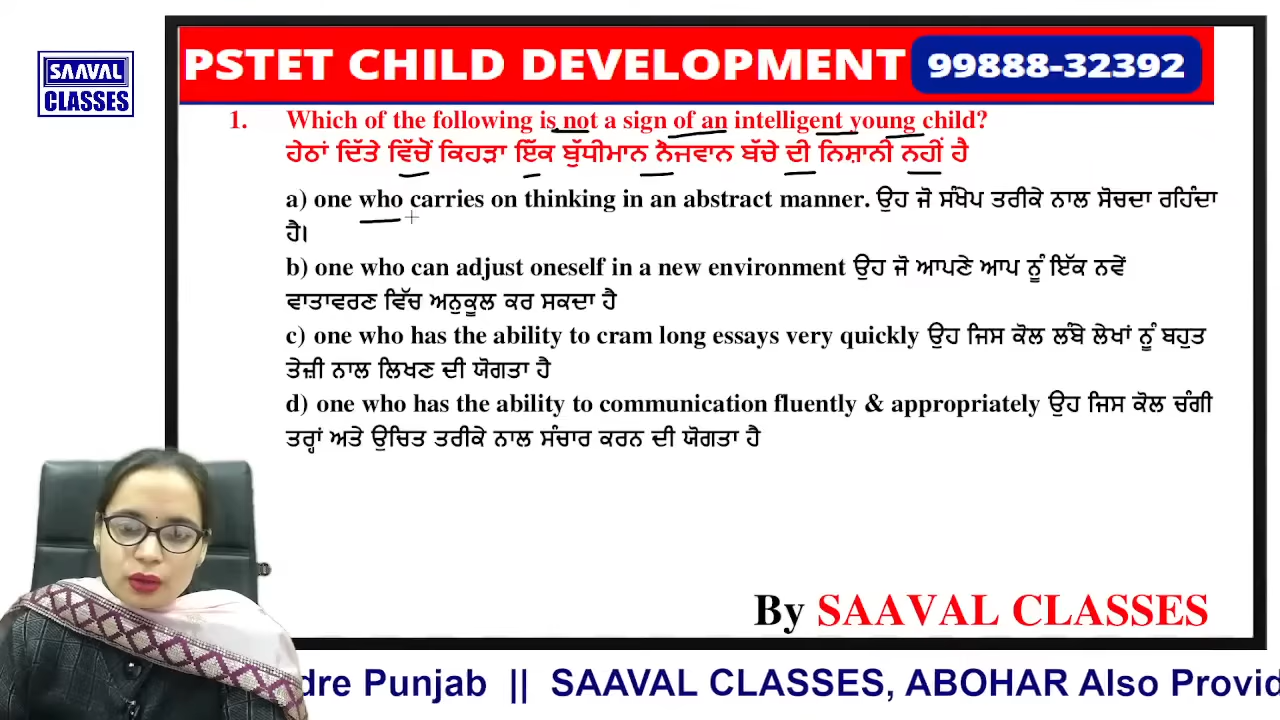 SAAVAL
CLASSES
PSTET CHILD DEVELOPMENT 99888-32392
1. Which of the following is not a sign of an intelligent young child?
ਹੇਠਾਂ ਦਿੱਤੇ ਵਿੱਚੋਂ ਕਿਹੜਾ ਇੱਕ ਬੁੱਧੀਮਾਨ ਨੌਜਵਾਨ ਬੱਚੇ ਦੀ ਨਿਸ਼ਾਨੀ ਨਹੀਂ ਹੈ
a) one who carries on thinking in an abstract manner. ਉਹ ਜੋ ਸੰਖੇਪ ਤਰੀਕੇ ਨਾਲ ਸੋਚਦਾ ਰਹਿੰਦਾ
ਹੈ।
b) one who can adjust oneself in a new environment ਉਹ ਜੋ ਆਪਣੇ ਆਪ ਨੂੰ ਇੱਕ ਨਵੇਂ
ਵਾਤਾਵਰਣ ਵਿੱਚ ਅਨੁਕੂਲ ਕਰ ਸਕਦਾ ਹੈ
c) one who has the ability to cram long essays very quickly ਉਹ ਜਿਸ ਕੋਲ ਲੰਬੇ ਲੇਖਾਂ ਨੂੰ ਬਹੁਤ
ਤੇਜ਼ੀ ਨਾਲ ਲਿਖਣ ਦੀ ਯੋਗਤਾ ਹੈ
d) one who has the ability to communication fluently & appropriately ਉਹ ਜਿਸ ਕੋਲ ਚੰਗੀ
ਤਰ੍ਹਾਂ ਅਤੇ ਉਚਿਤ ਤਰੀਕੇ ਨਾਲ ਸੰਚਾਰ ਕਰਨ ਦੀ ਯੋਗਤਾ ਹੈ
By SAAVAL CLASSES
dre Punjab || SAAVAL CLASSES, ABOHAR Also Provid